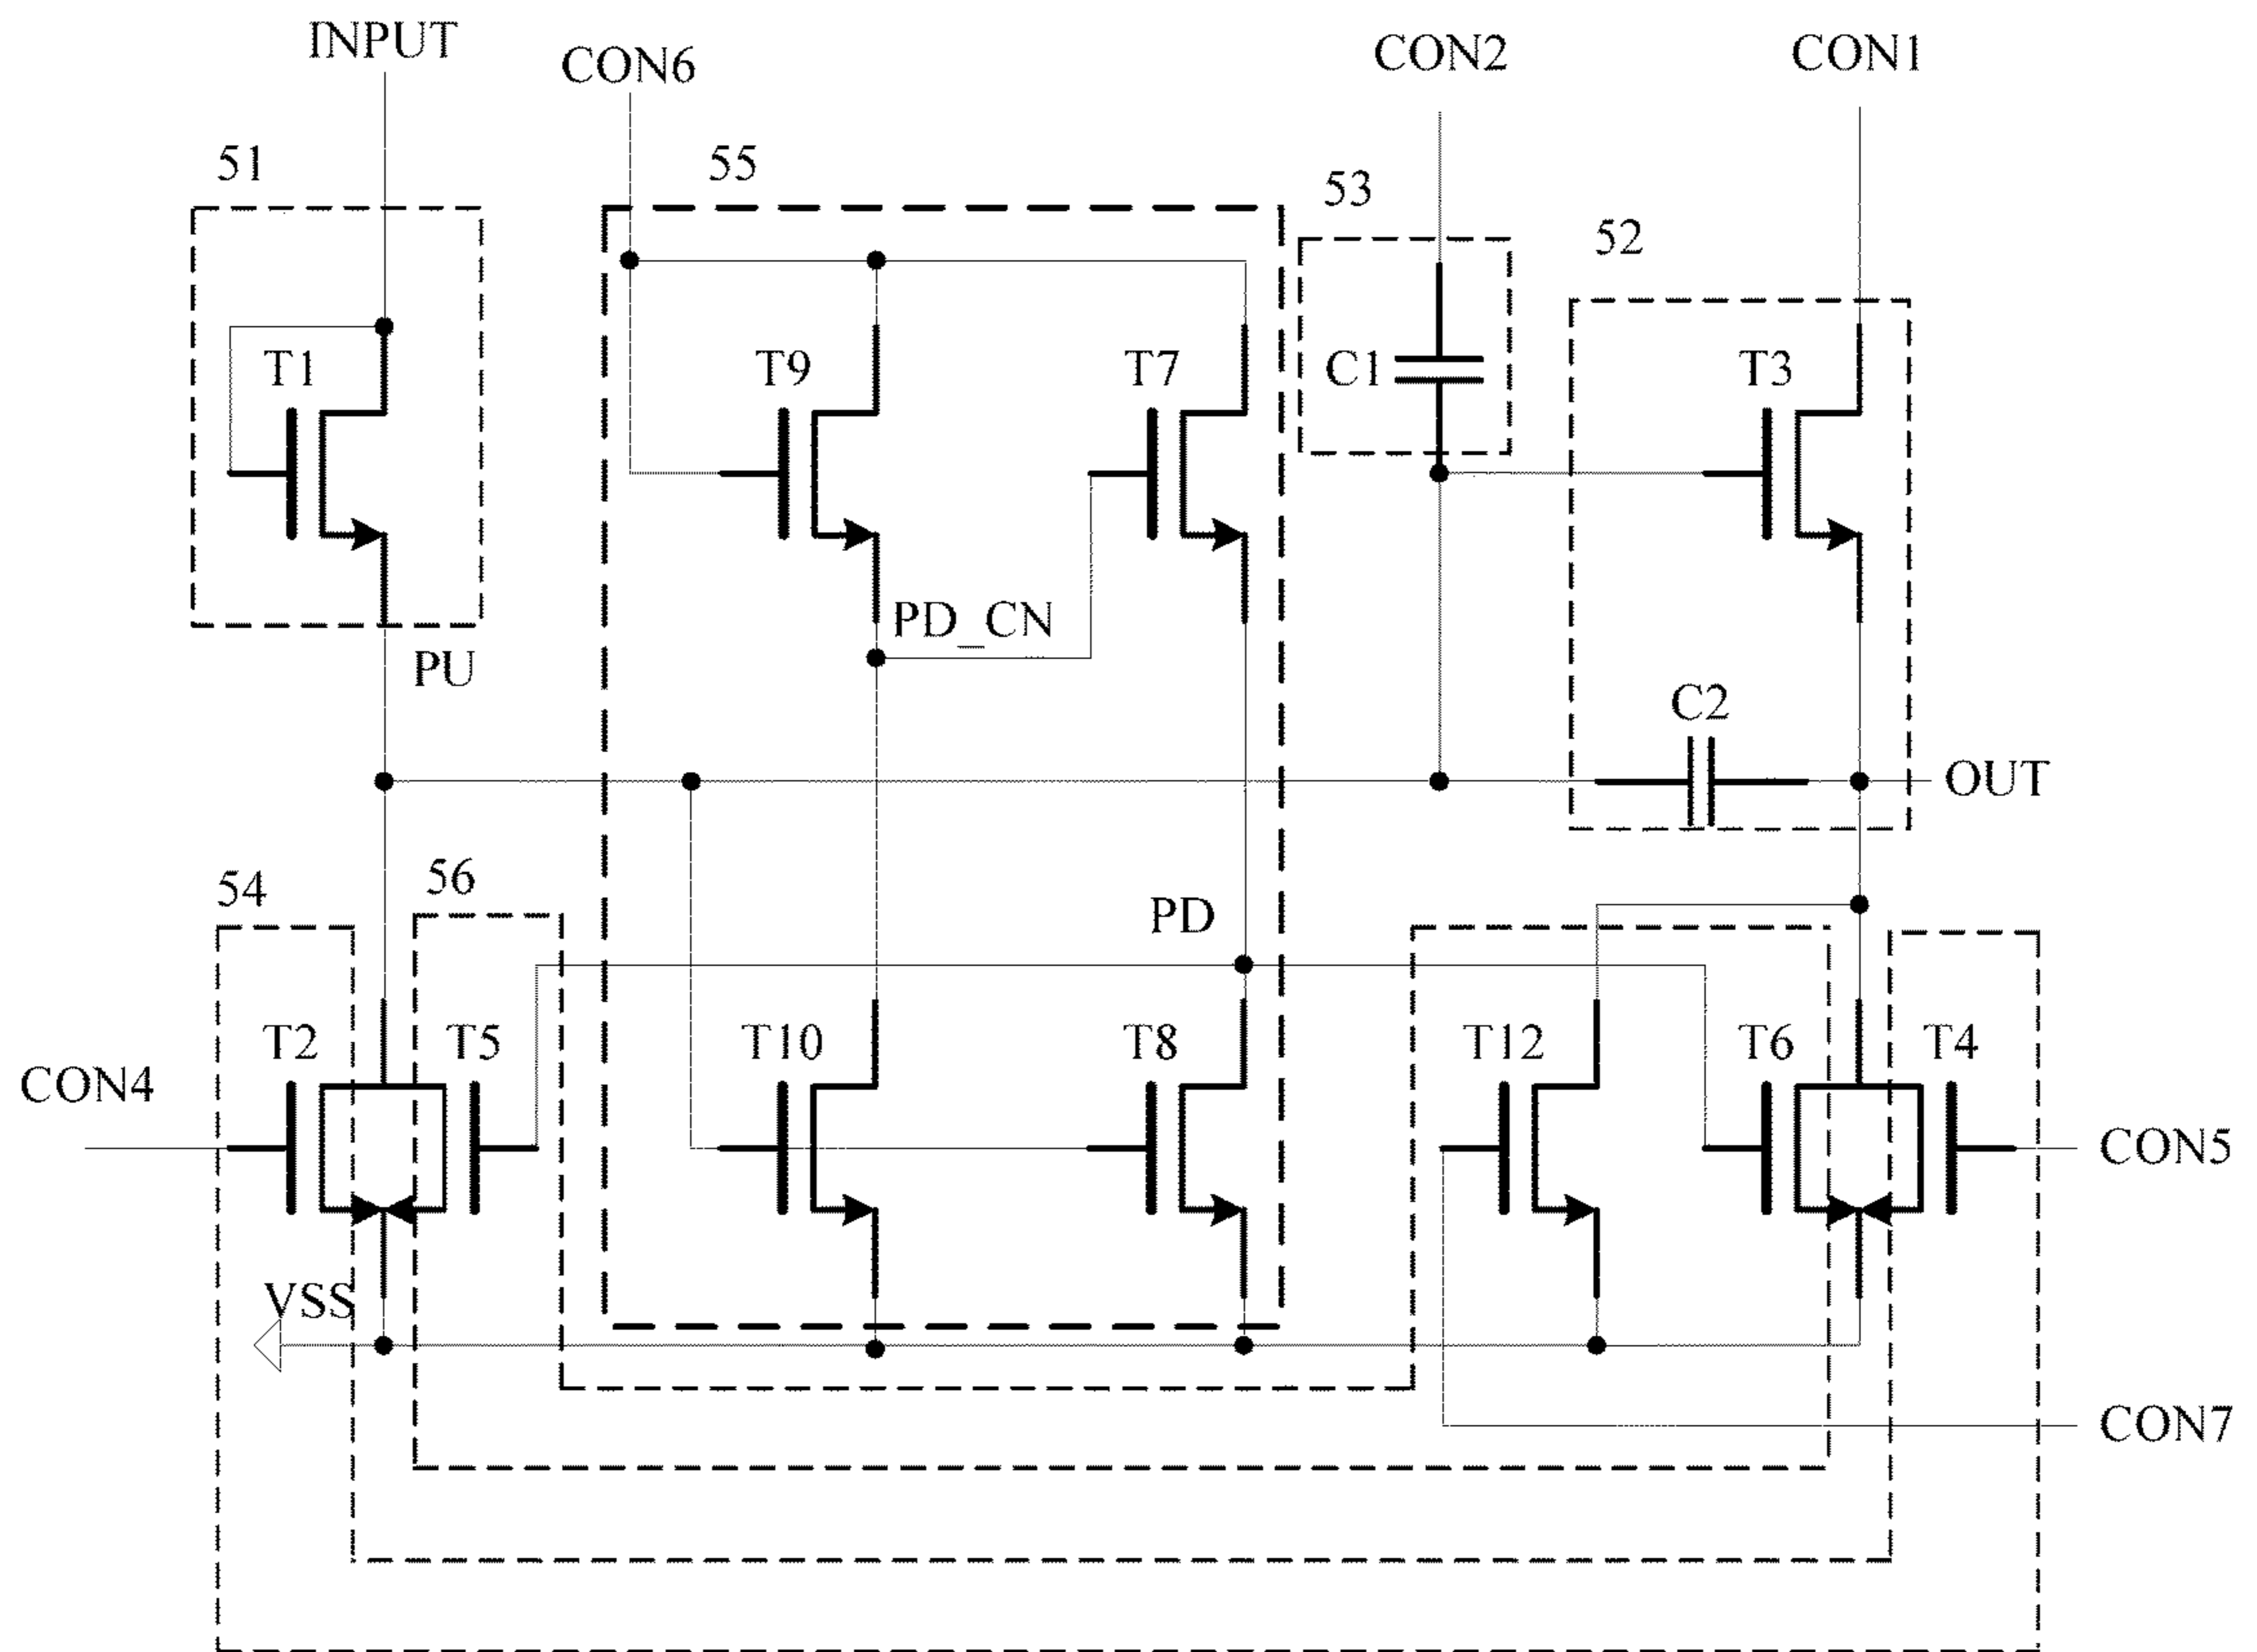 INPUT
CON6
CON2
CON1
51
55
53
52
T1
T9
T7
C1
T3
PD_CN
PU
C2
OUT
54
56
PD
T2
T5
T10
T8
T12
T6
T4
CON4
CON5
VSS
CON7